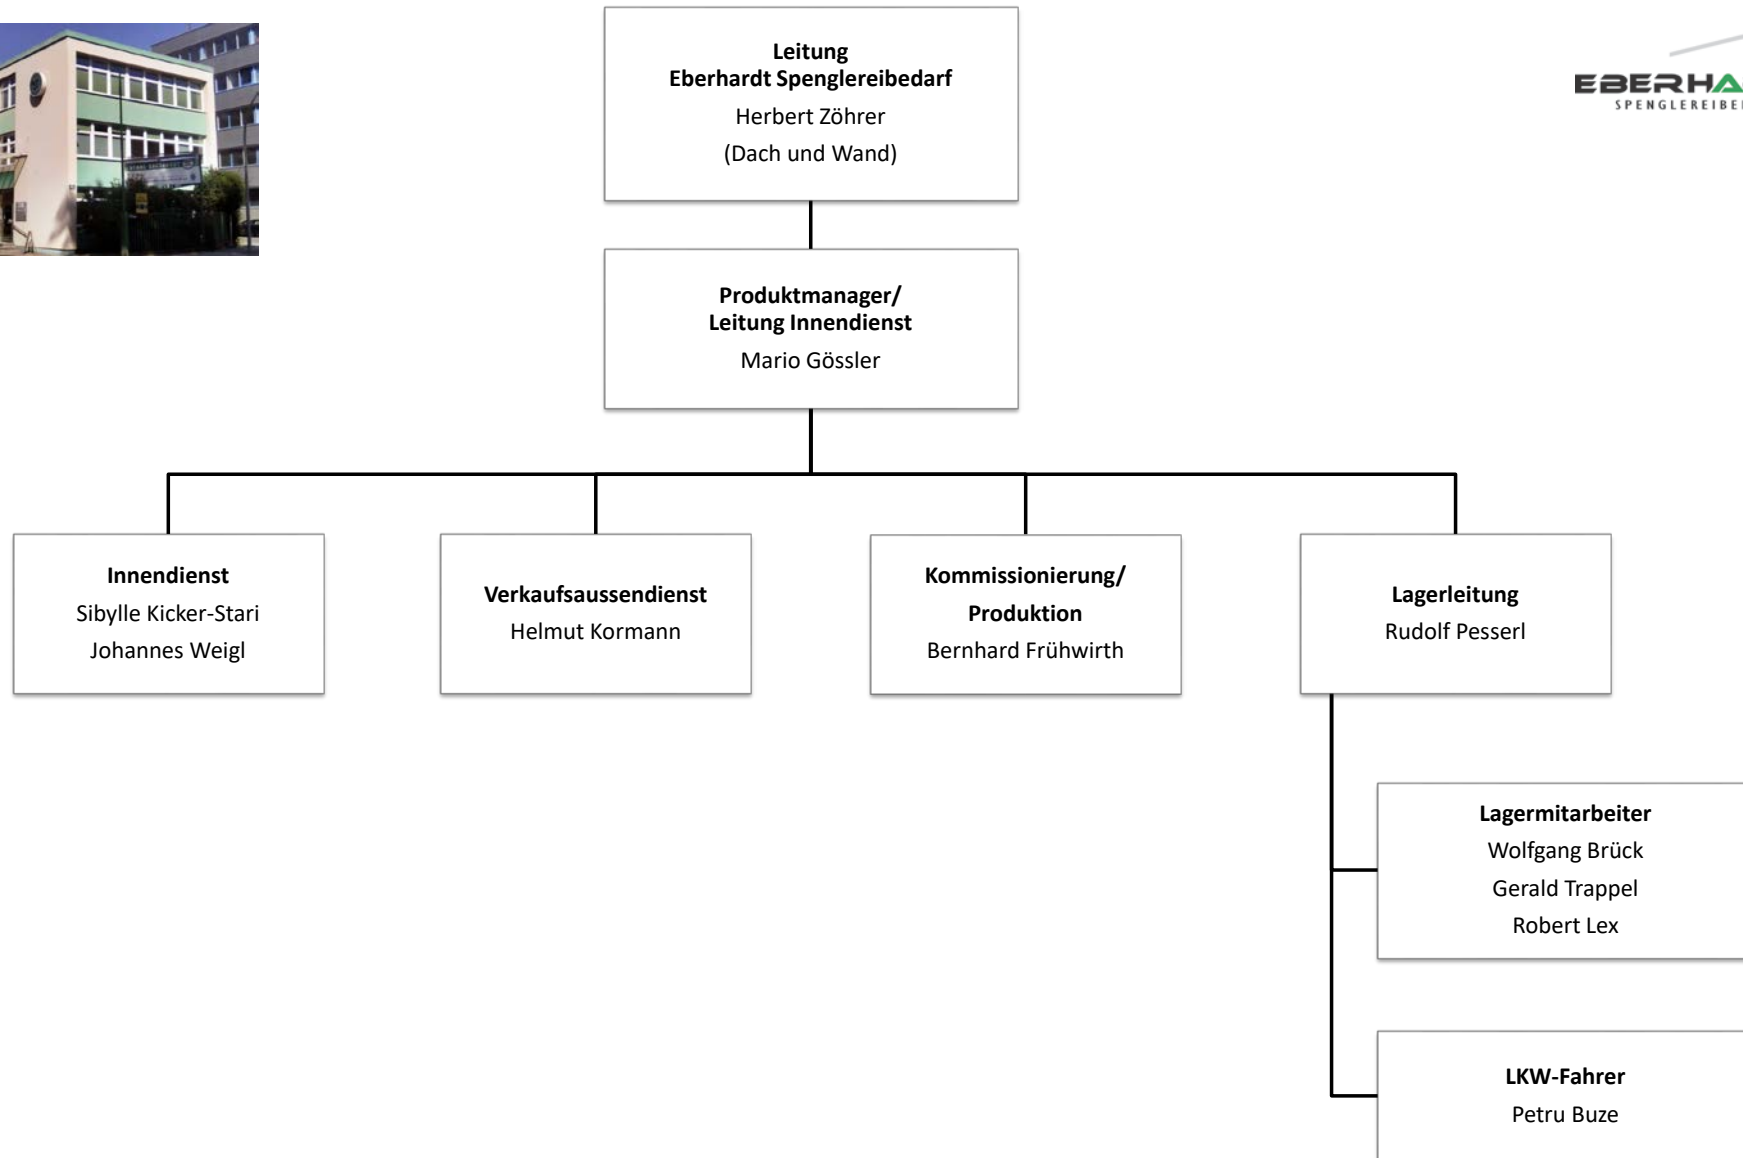 Leitung
Eberhardt Spenglereibedarf
Herbert Zöhrer
(Dach und Wand)
EBERHA
SPENGLEREIBE
Produktmanager/
Leitung Innendienst
Mario Gössler
Innendienst
Sibylle Kicker-Stari
Johannes Weigl
Verkaufsaussendienst
Helmut Kormann
Kommissionierung/
Produktion
Bernhard Frühwirth
Lagerleitung
Rudolf Pesserl
Lagermitarbeiter
Wolfgang Brück
Gerald Trappel
Robert Lex
LKW-Fahrer
Petru Buze